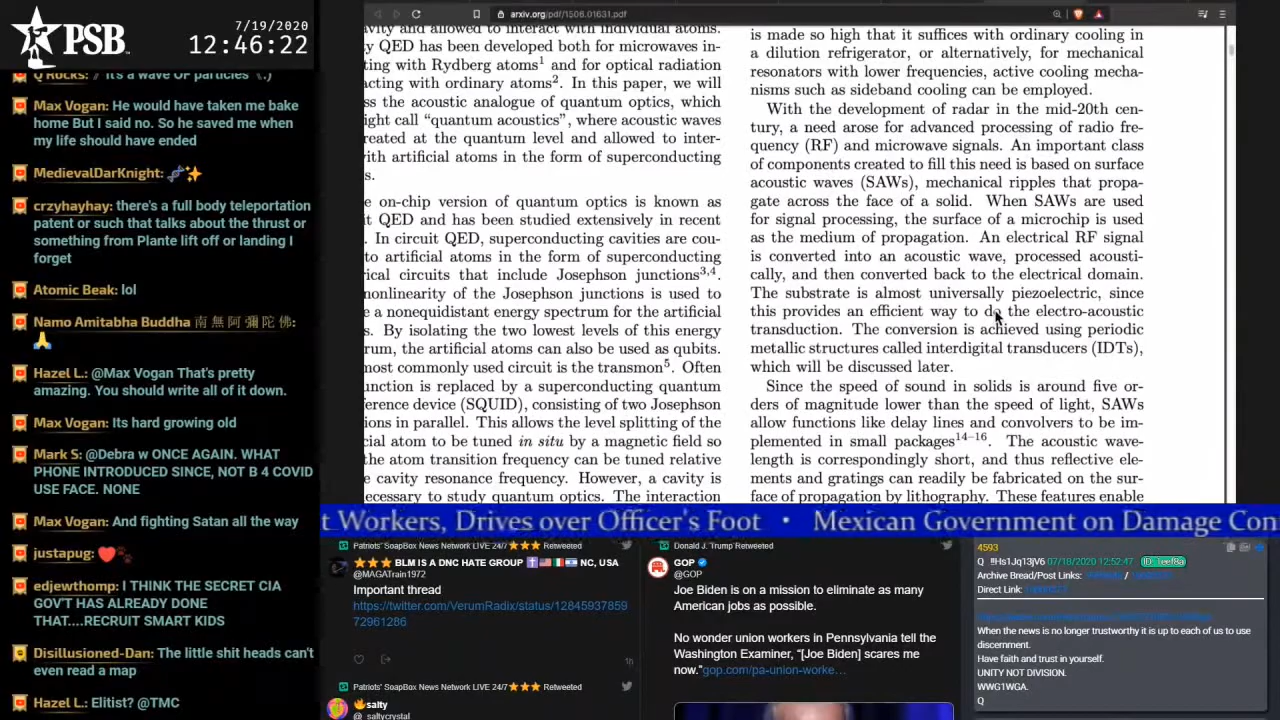 PSB
7/19/2020
12:46:22
Q Rocks: / It's a wave OF particles :)
Max Vogan: He would have taken me bake
home But I said no. So he saved me when
my life should have ended
MedievalDarkNight: 🧬✨
crzyhayhay: there's a full body teleportation
patent or such that talks about the thrust or
something from Plante lift off or landing I
forget
Atomic Beak: lol
Namo Amitabha Buddha 南 無 阿 彌 陀 佛:
🙏
Hazel L.: @Max Vogan That's pretty
amazing. You should write all of it down.
Max Vogan: Its hard growing old
Mark S: @Debra w ONCE AGAIN. WHAT
PHONE INTRODUCED SINCE, NOT B 4 COVID
USE FACE. NONE
Max Vogan: And fighting Satan all the way
justapug: ❤️🐾
edjewthomp: I THINK THE SECRET CIA
GOV'T HAS ALREADY DONE
THAT....RECRUIT SMART KIDS
Disillusioned-Dan: The little shit heads can't
even read a map
Hazel L.: Elitist? @TMC
arxiv.org/pdf/1506.01631.pdf
avity and allowed to interact with individual atoms.
y QED has been developed both for microwaves in-
ting with Rydberg atoms1 and for optical radiation
acting with ordinary atoms2. In this paper, we will
ss the acoustic analogue of quantum optics, which
ight call “quantum acoustics”, where acoustic waves
reated at the quantum level and allowed to inter-
vith artificial atoms in the form of superconducting
s.
e on-chip version of quantum optics is known as
it QED and has been studied extensively in recent
. In circuit QED, superconducting cavities are cou-
to artificial atoms in the form of superconducting
rical circuits that include Josephson junctions3,4.
nonlinearity of the Josephson junctions is used to
e a nonequidistant energy spectrum for the artificial
s. By isolating the two lowest levels of this energy
rum, the artificial atoms can also be used as qubits.
most commonly used circuit is the transmon5. Often
unction is replaced by a superconducting quantum
ference device (SQUID), consisting of two Josephson
ions in parallel. This allows the level splitting of the
cial atom to be tuned in situ by a magnetic field so
the atom transition frequency can be tuned relative
e cavity resonance frequency. However, a cavity is
ecessary to study quantum optics. The interaction
is made so high that it suffices with ordinary cooling in
a dilution refrigerator, or alternatively, for mechanical
resonators with lower frequencies, active cooling mecha-
nisms such as sideband cooling can be employed.
With the development of radar in the mid-20th cen-
tury, a need arose for advanced processing of radio fre-
quency (RF) and microwave signals. An important class
of components created to fill this need is based on surface
acoustic waves (SAWs), mechanical ripples that propa-
gate across the face of a solid. When SAWs are used
for signal processing, the surface of a microchip is used
as the medium of propagation. An electrical RF signal
is converted into an acoustic wave, processed acousti-
cally, and then converted back to the electrical domain.
The substrate is almost universally piezoelectric, since
this provides an efficient way to do the electro-acoustic
transduction. The conversion is achieved using periodic
metallic structures called interdigital transducers (IDTs),
which will be discussed later.
Since the speed of sound in solids is around five or-
ders of magnitude lower than the speed of light, SAWs
allow functions like delay lines and convolvers to be im-
plemented in small packages14–16. The acoustic wave-
length is correspondingly short, and thus reflective ele-
ments and gratings can readily be fabricated on the sur-
face of propagation by lithography. These features enable
t Workers, Drives over Officer's Foot • Mexican Government on Damage Con
Patriots' SoapBox News Network LIVE 24/7⭐⭐⭐ Retweeted
⭐⭐⭐ BLM IS A DNC HATE GROUP ✝️🇺🇸🇮🇹🇰🇷 NC, USA
@MAGATrain1972
Important thread
https://twitter.com/VerumRadix/status/12845937859
72961286
1h
Patriots' SoapBox News Network LIVE 24/7⭐⭐⭐ Retweeted
🔥salty
@_saltycrystal
Donald J. Trump Retweeted
GOP
@GOP
Joe Biden is on a mission to eliminate as many
American jobs as possible.
No wonder union workers in Pennsylvania tell the
Washington Examiner, “[Joe Biden] scares me
now.”gop.com/pa-union-worke…
4593
Q !!Hs1Jq13jV6 07/18/2020 12:52:47 ID: 1eef8a
Archive Bread/Post Links: /
Direct Link:
When the news is no longer trustworthy it is up to each of us to use
discernment.
Have faith and trust in yourself.
UNITY NOT DIVISION.
WWG1WGA.
Q